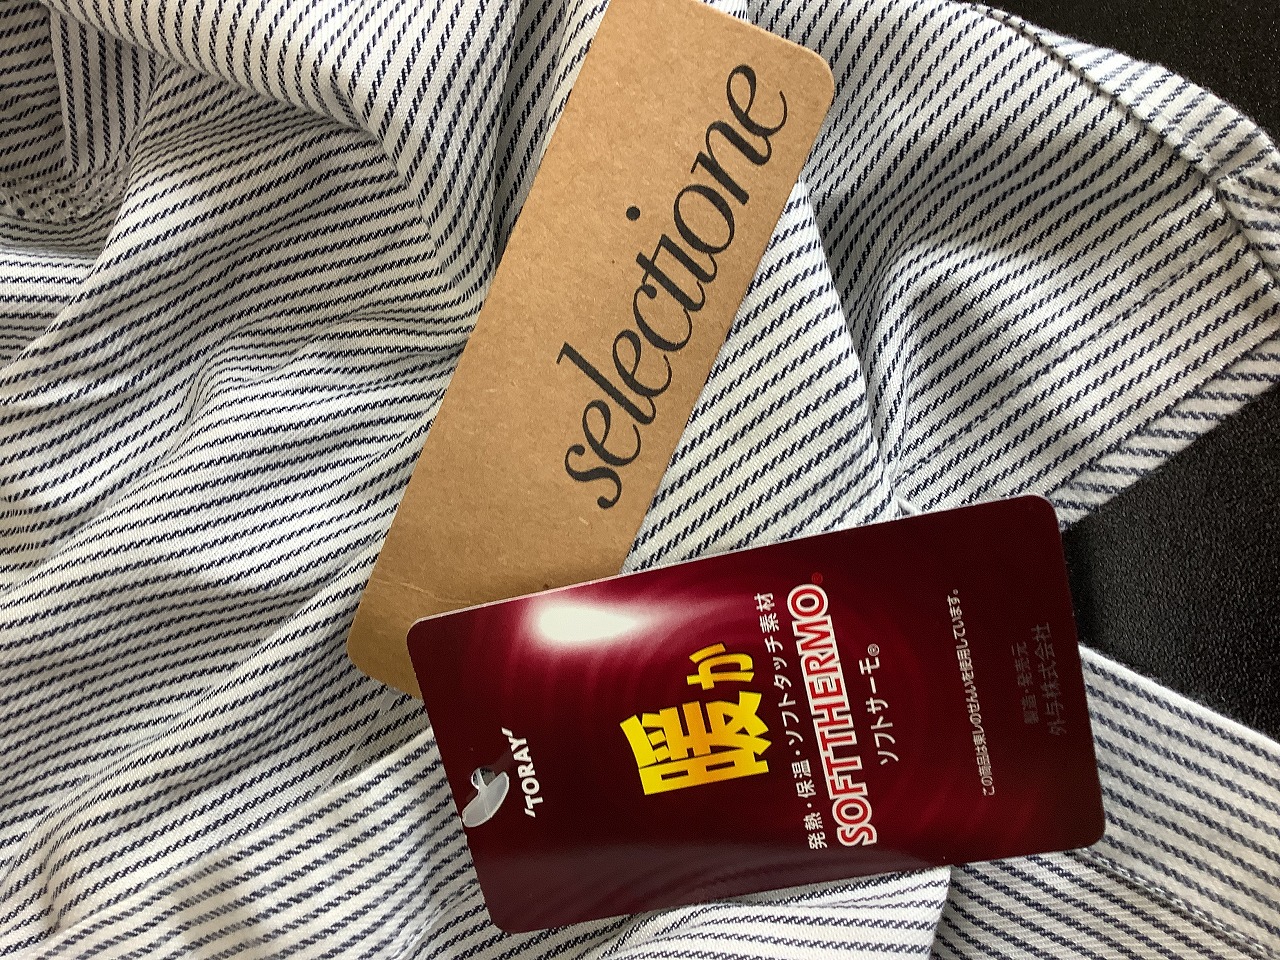 selectione
'TORAY'
暖か
発熱・保温・ソフトタッチ素材
SOFTTHERMO®
ソフトサーモ®
この商品は東レのせんいを使用しています。
製造・発売元
外与株式会社